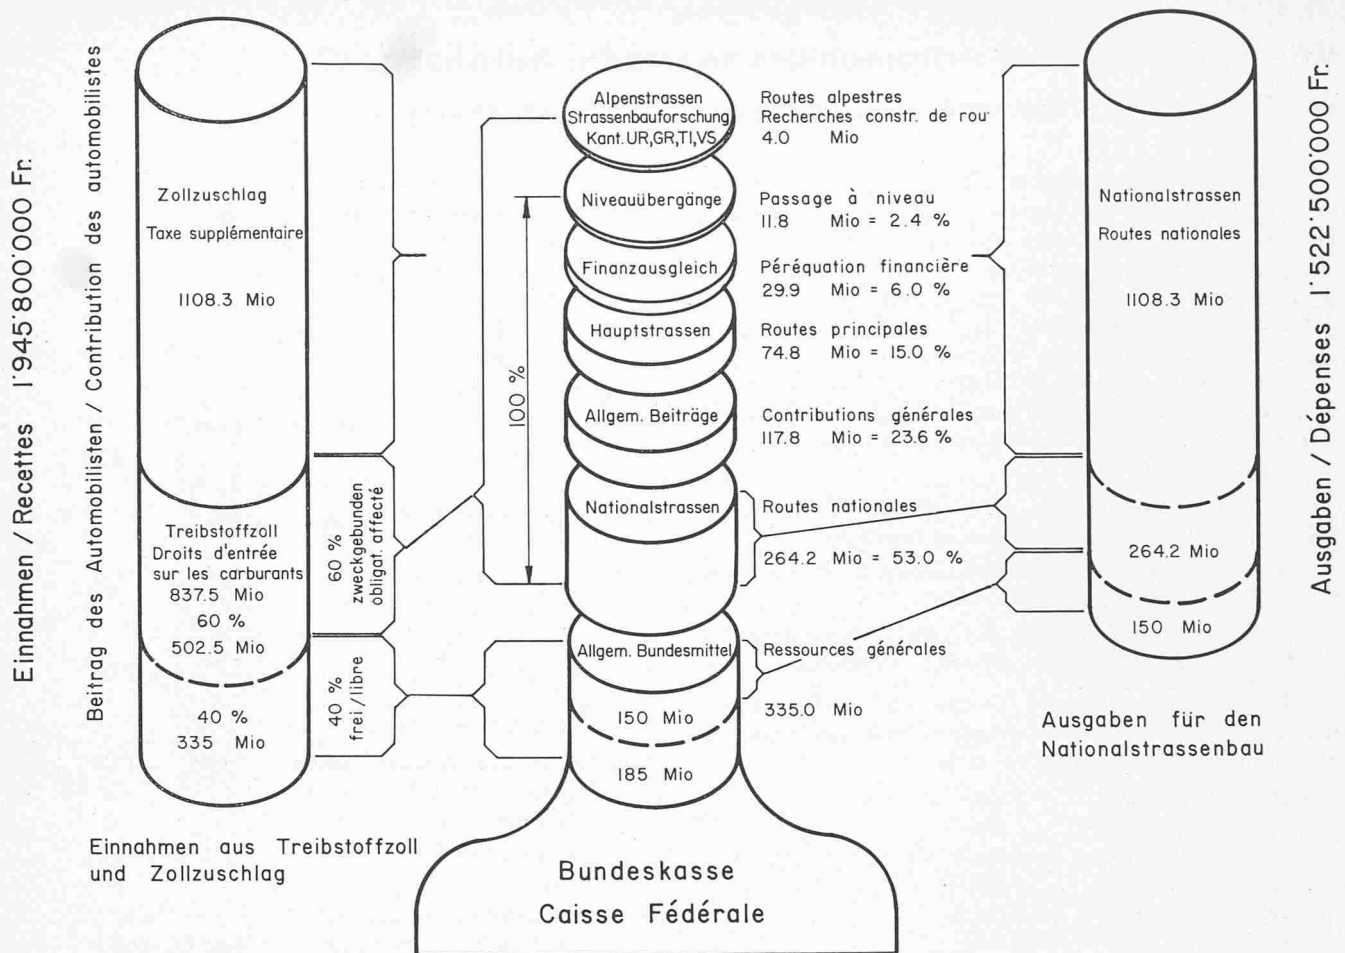 Einnahmen / Recettes 1'945'800'000 Fr.
Beitrag des Automobilisten / Contribution des automobilistes
Zollzuschlag
Taxe supplémentaire
1108.3 Mio
Treibstoffzoll
Droits d'entrée
sur les carburants
837.5 Mio
60 %
502.5 Mio
40 %
335 Mio
60 %
zweckgebunden
obligat. affecté
40 %
frei / libre
Einnahmen aus Treibstoffzoll
und Zollzuschlag
100 %
Alpenstrassen
Strassenbauforschung
Kant. UR, GR, TI, VS
Routes alpestres
Recherches constr. de rou
4.0 Mio
Niveauübergänge
Passage à niveau
11.8 Mio = 2.4 %
Finanzausgleich
Péréquation financière
29.9 Mio = 6.0 %
Hauptstrassen
Routes principales
74.8 Mio = 15.0 %
Allgem. Beiträge
Contributions générales
117.8 Mio = 23.6 %
Nationalstrassen
Routes nationales
264.2 Mio = 53.0 %
Allgem. Bundesmittel
Ressources générales
335.0 Mio
150 Mio
185 Mio
Bundeskasse
Caisse Fédérale
Nationalstrassen
Routes nationales
1108.3 Mio
264.2 Mio
150 Mio
Ausgaben für den
Nationalstrassenbau
Ausgaben / Dépenses 1'522'500'000 Fr.